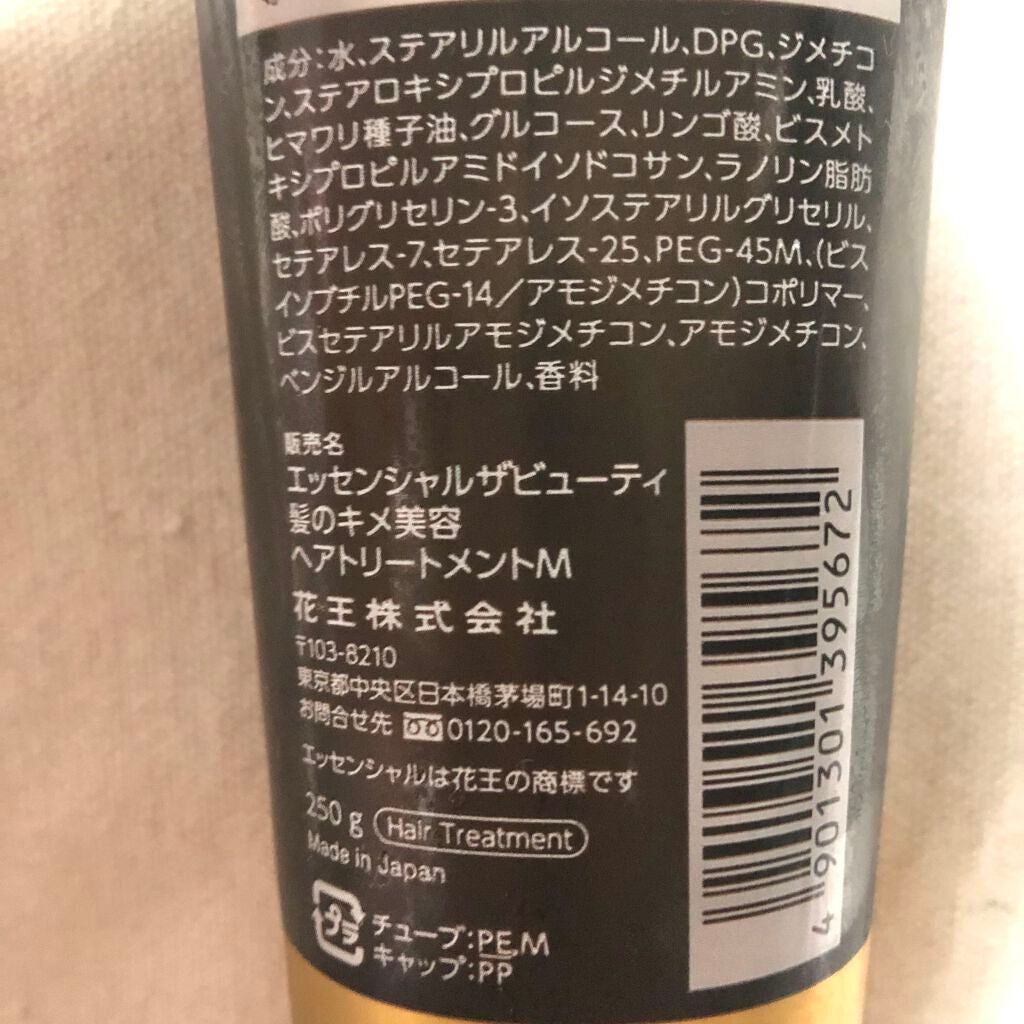 成分：水、ステアリルアルコール、DPG、ジメチコ
ン、ステアロキシプロピルジメチルアミン、乳酸、
ヒマワリ種子油、グルコース、リンゴ酸、ビスメト
キシプロピルアミドイソドコサン、ラノリン脂肪
酸、ポリグリセリン-3、イソステアリルグリセリル、
セテアレス-7、セテアレス-25、PEG-45M、(ビス
イソブチルPEG-14／アモジメチコン)コポリマー、
ビスセテアリルアモジメチコン、アモジメチコン、
ベンジルアルコール、香料
販売名
エッセンシャルザビューティ
髪のキメ美容
ヘアトリートメントM
花王株式会社
〒103-8210
東京都中央区日本橋茅場町1-14-10
お問合せ先 0120-165-692
エッセンシャルは花王の商標です
250 g Hair Treatment
Made in Japan
プラ
チューブ:PE,M
キャップ:PP
4 901301 395672